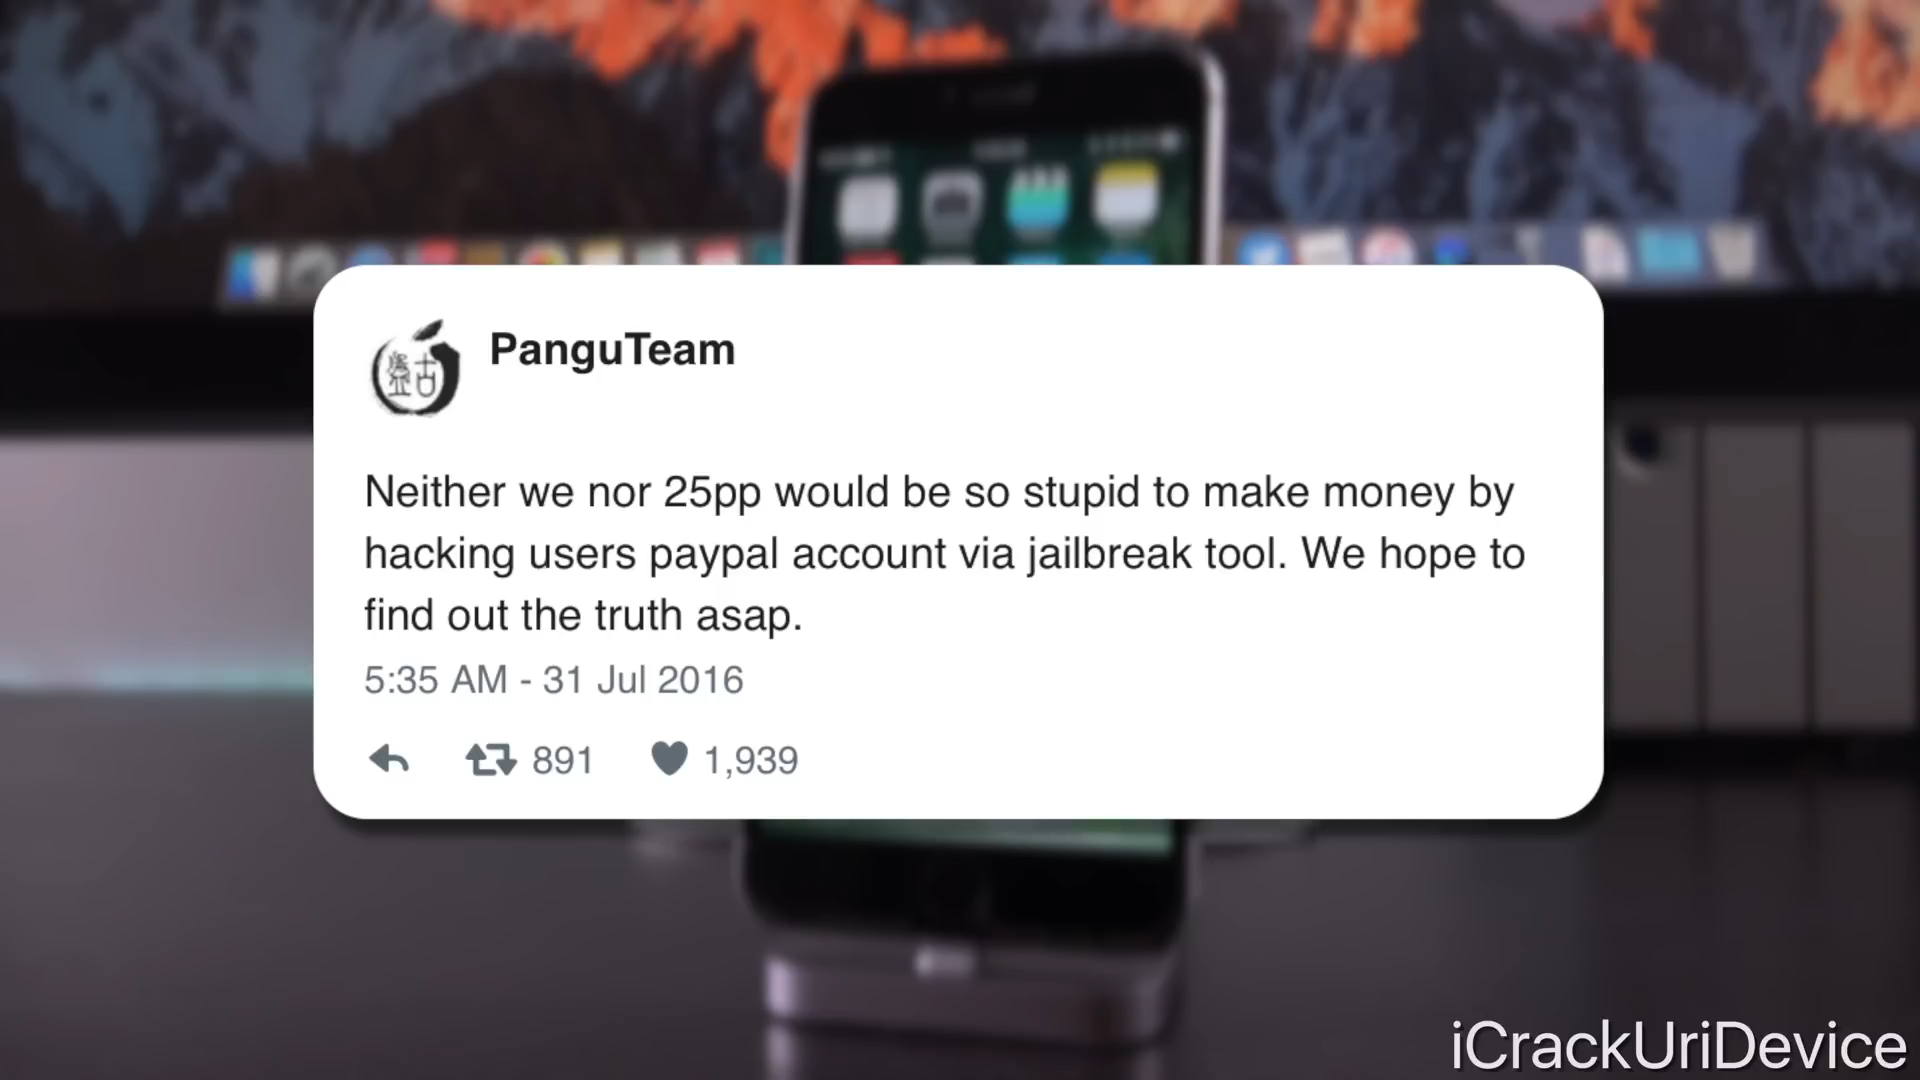 PanguTeam
Neither we nor 25pp would be so stupid to make money by
hacking users paypal account via jailbreak tool. We hope to
find out the truth asap.
5:35 AM - 31 Jul 2016
891 1,939
iCrackUriDevice